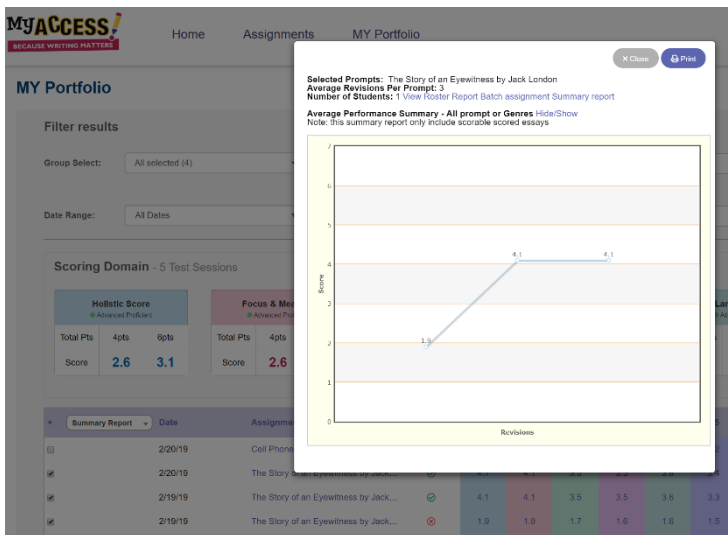 MYACCESS!
BECAUSE WRITING MATTERS
Home Assignments MY Portfolio
MY Portfolio
Filter results
Group Select: All selected (4)
Date Range: All Dates
Scoring Domain - 5 Test Sessions
Holistic Score
Advanced Proficient
Total Pts 4pts 6pts
Score 2.6 3.1
Focus & Mea
Advanced Pro
Total Pts 4pts
Score 2.6
Lar
Summary Report Date Assignme
2/20/19 Cell Phone
2/20/19 The Story of an Eyewitness by Jack... 4.1 4.1 3.5 3.5 3.6 3.4
2/19/19 The Story of an Eyewitness by Jack... 4.1 4.1 3.5 3.5 3.6 3.3
2/19/19 The Story of an Eyewitness by Jack... 1.9 1.9 1.7 1.6 1.6 1.5
× Close Print
Selected Prompts: The Story of an Eyewitness by Jack London
Average Revisions Per Prompt: 3
Number of Students: 1 View Roster Report Batch assignment Summary report
Average Performance Summary - All prompt or Genres Hide/Show
Note: this summary report only include scorable scored essays
7
6
5
4
3
2
1
0
Score
1.9
4.1
4.1
Revisions